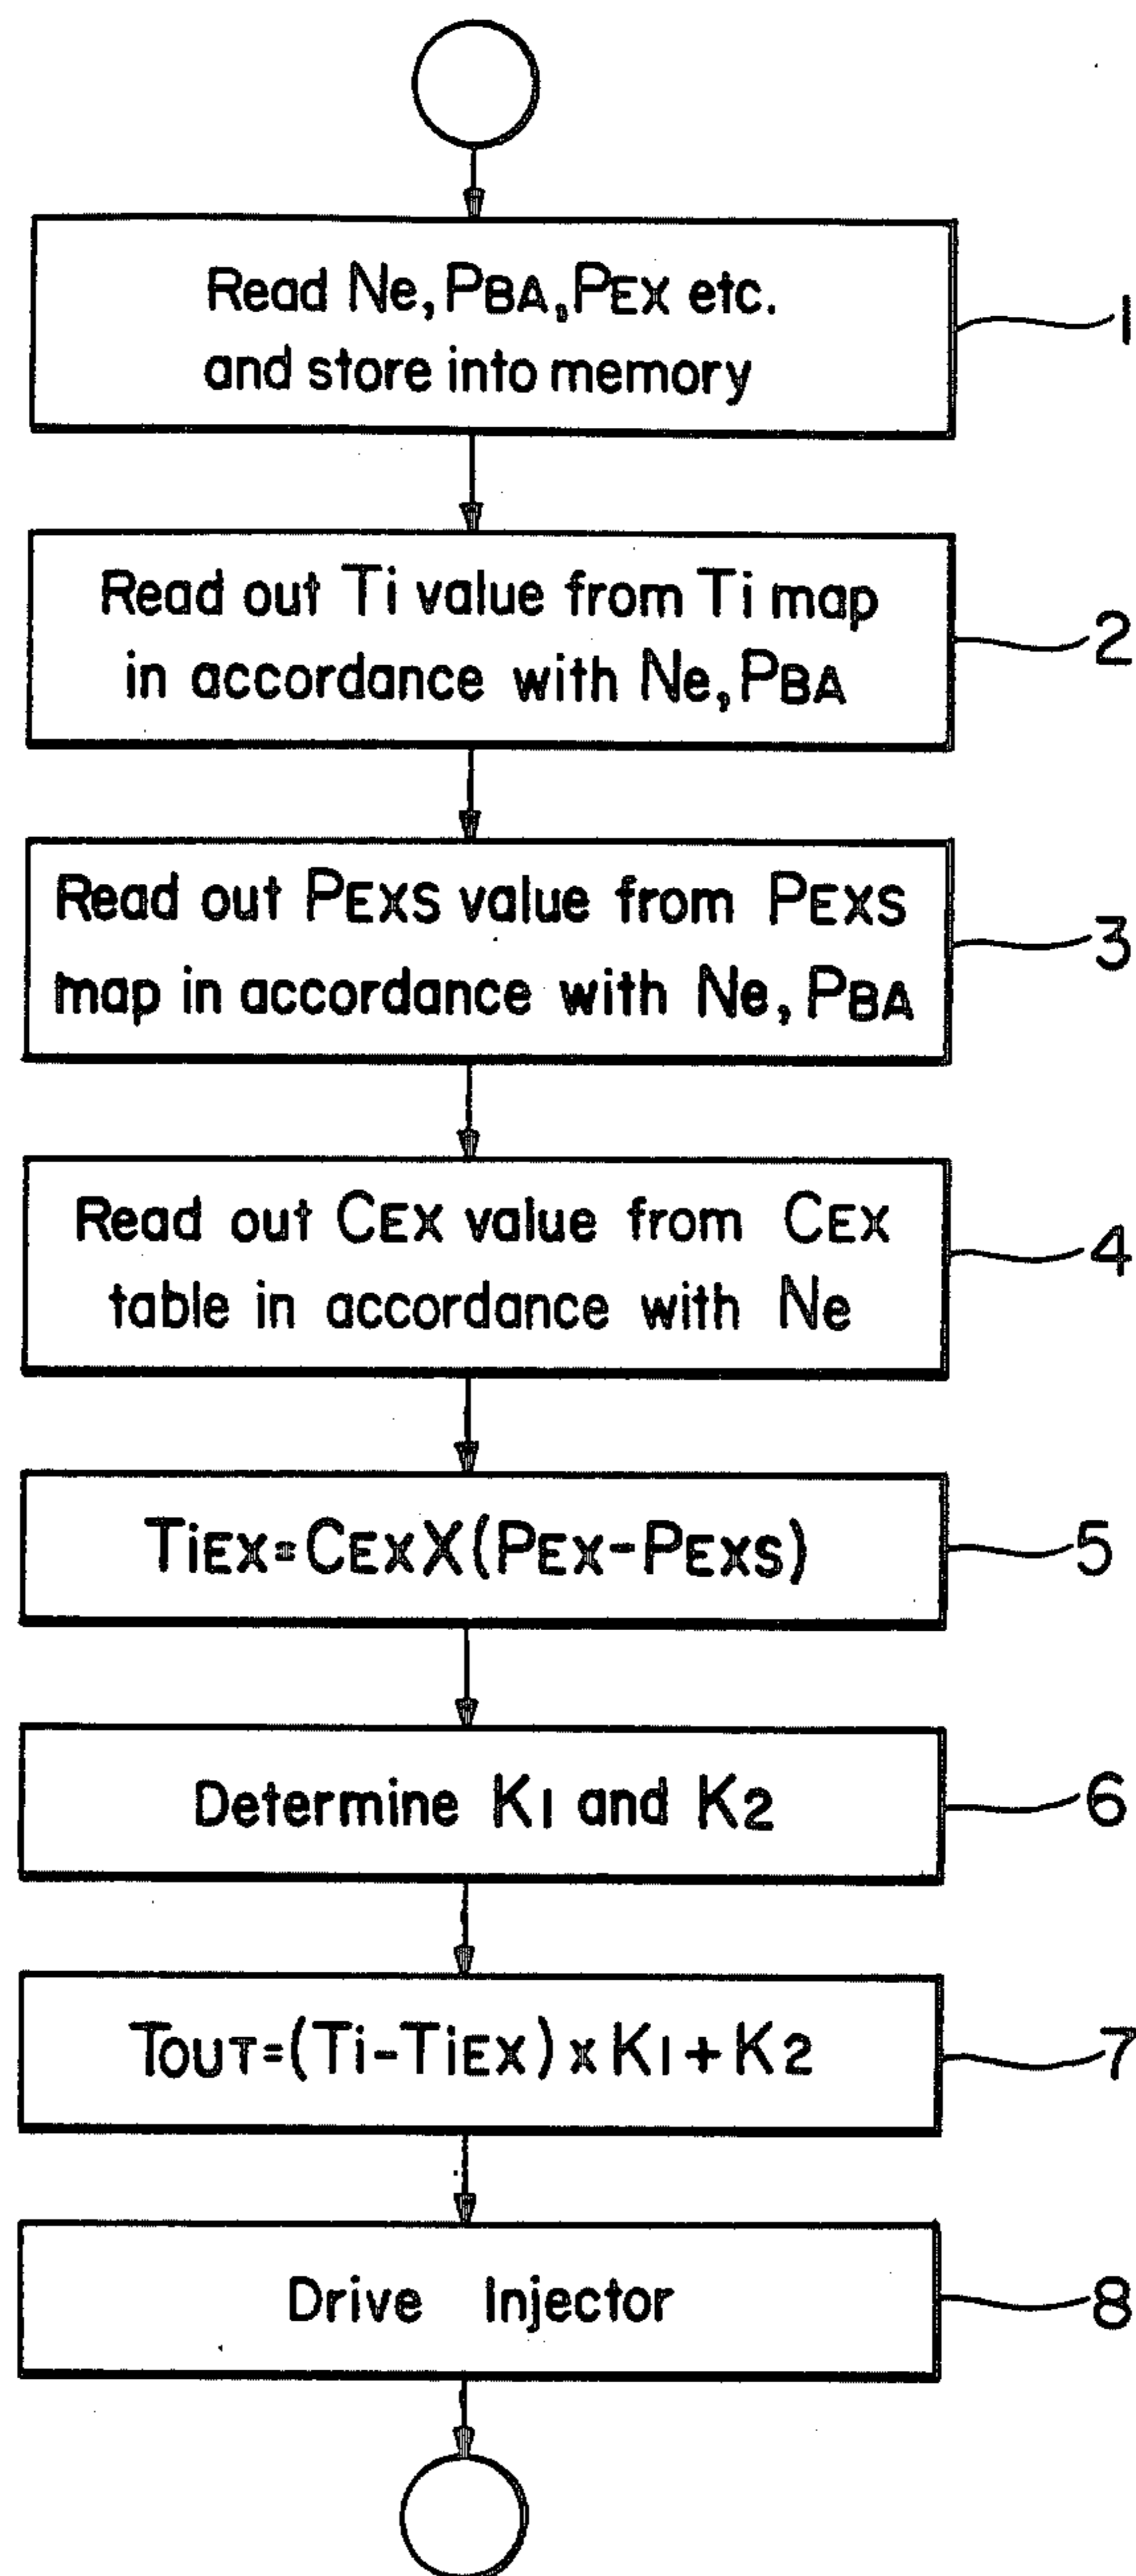 Read Ne, PBA, PEX etc.
and store into memory
1
Read out Ti value from Ti map
in accordance with Ne, PBA
2
Read out PEXS value from PEXS
map in accordance with Ne, PBA
3
Read out CEX value from CEX
table in accordance with Ne
4
TiEX=CEXX(PEX-PEXS)
5
Determine K1 and K2
6
TOUT=(Ti-TiEX)xK1+K2
7
Drive Injector
8